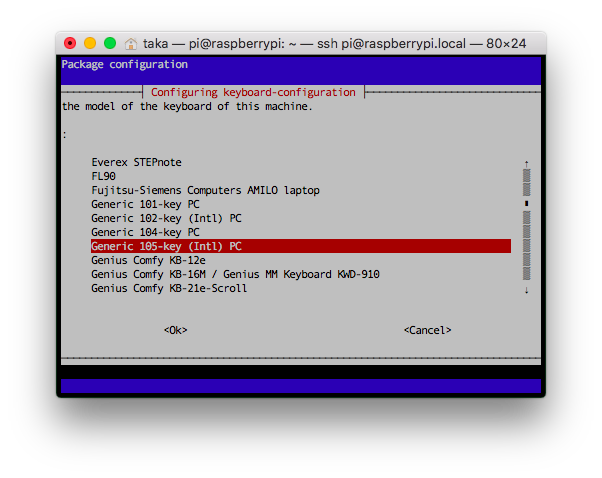 taka — pi@raspberrypi: ~ — ssh pi@raspberrypi.local — 80×24
Package configuration
Configuring keyboard-configuration
the model of the keyboard of this machine.
:
Everex STEPnote
FL90
Fujitsu-Siemens Computers AMILO laptop
Generic 101-key PC
Generic 102-key (Intl) PC
Generic 104-key PC
Generic 105-key (Intl) PC
Genius Comfy KB-12e
Genius Comfy KB-16M / Genius MM Keyboard KWD-910
Genius Comfy KB-21e-Scroll
<Ok> <Cancel>